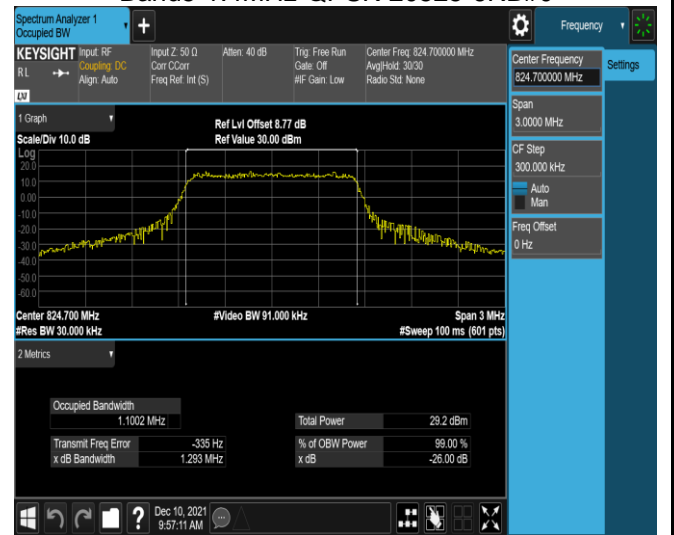 Spectrum Analyzer 1
Occupied BW
+
Frequency
KEYSIGHT
R L
LXI
Input: RF
Coupling: DC
Align: Auto
Input Z: 50 Ω
Corr CCorr
Freq Ref: Int (S)
Atten: 40 dB
Trig: Free Run
Gate: Off
#IF Gain: Low
Center Freq: 824.700000 MHz
Avg|Hold: 30/30
Radio Std: None
Center Frequency
824.700000 MHz
Settings
Span
3.0000 MHz
CF Step
300.000 kHz
Auto
Man
Freq Offset
0 Hz
1 Graph
Scale/Div 10.0 dB
Ref Lvl Offset 8.77 dB
Ref Value 30.00 dBm
Log
20.0
10.0
0.00
-10.0
-20.0
-30.0
-40.0
-50.0
-60.0
Center 824.700 MHz
#Res BW 30.000 kHz
#Video BW 91.000 kHz
Span 3 MHz
#Sweep 100 ms (601 pts)
2 Metrics
Occupied Bandwidth
1.1002 MHz
Total Power 29.2 dBm
Transmit Freq Error -335 Hz
% of OBW Power 99.00 %
x dB Bandwidth 1.293 MHz
x dB -26.00 dB
?
Dec 10, 2021
9:57:11 AM